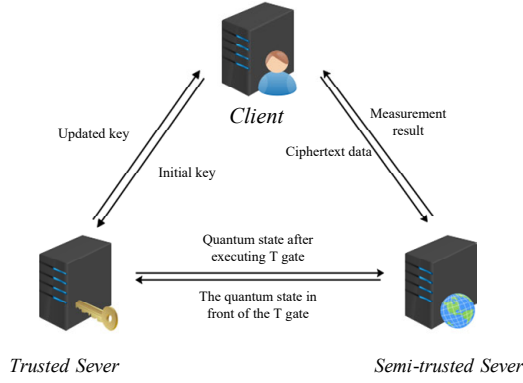 Client
Updated key
Initial key
Measurement
result
Ciphertext data
Quantum state after
executing T gate
The quantum state in
front of the T gate
Trusted Sever
Semi-trusted Sever